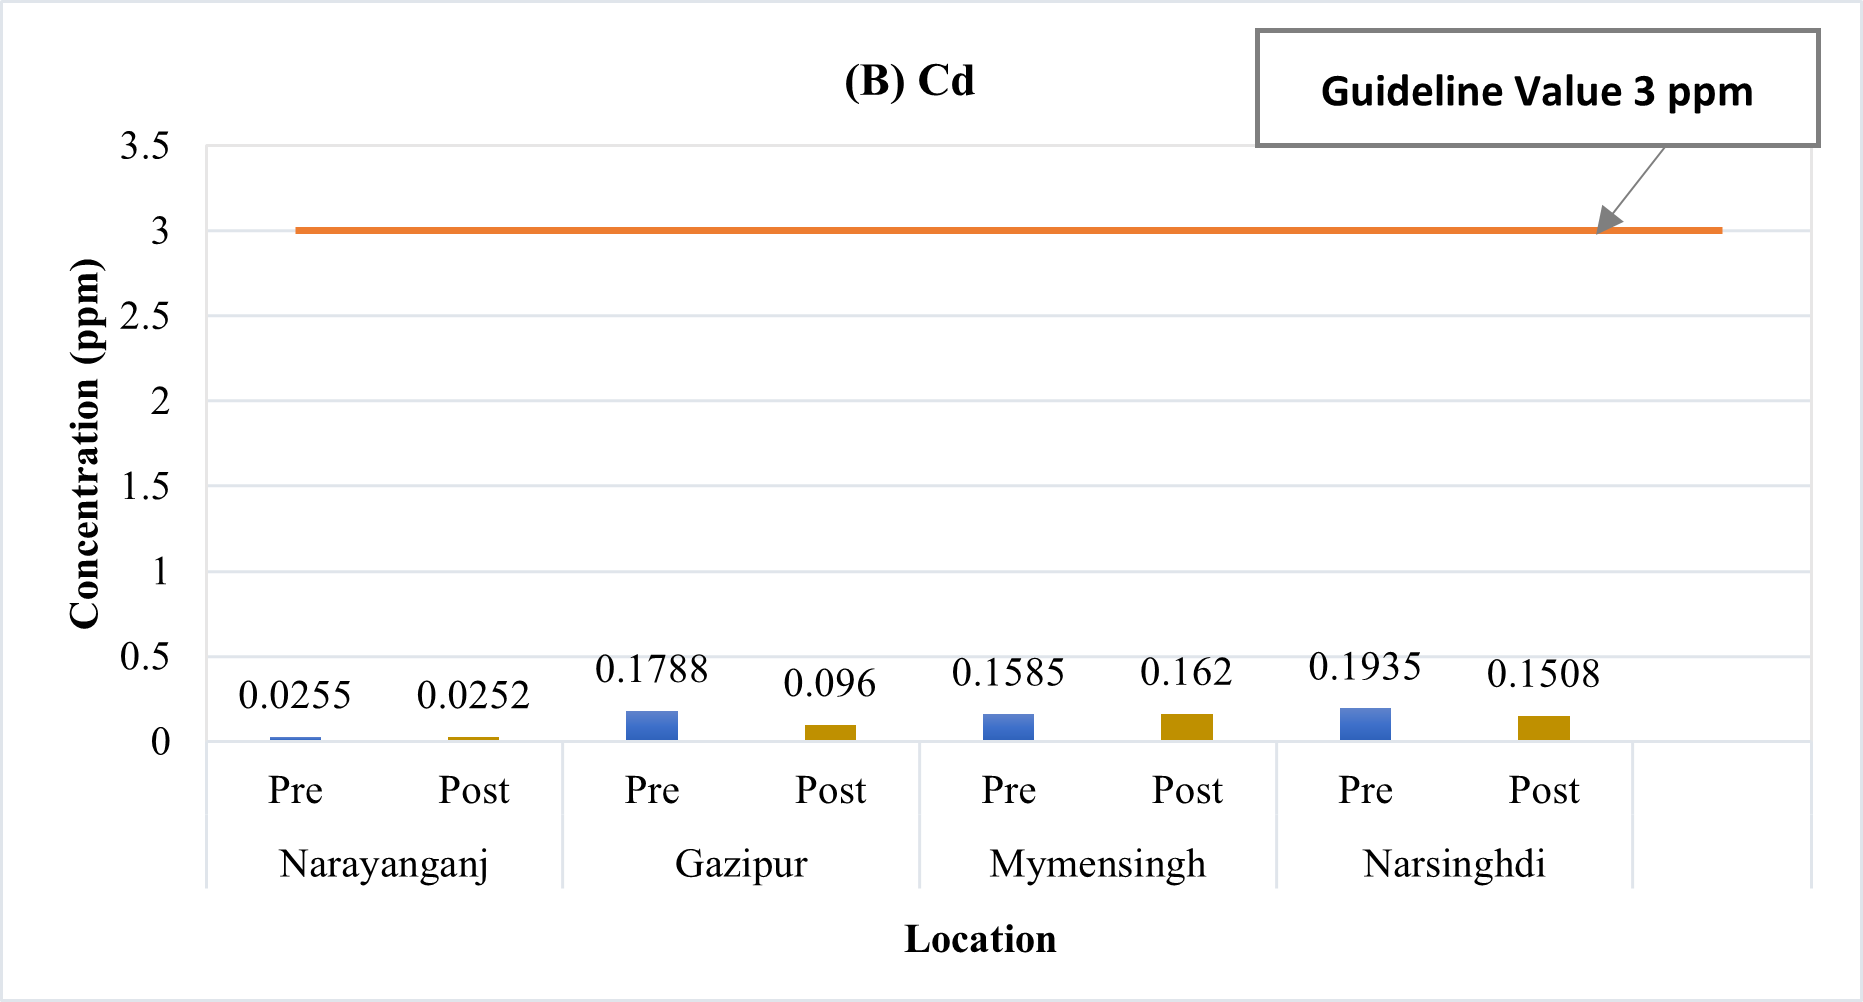 (B) Cd
Guideline Value 3 ppm
Concentration (ppm)
3.5
3
2.5
2
1.5
1
0.5
0
0.0255 0.0252 0.1788 0.096 0.1585 0.162 0.1935 0.1508
Pre Post Pre Post Pre Post Pre Post
Narayanganj Gazipur Mymensingh Narsinghdi
Location